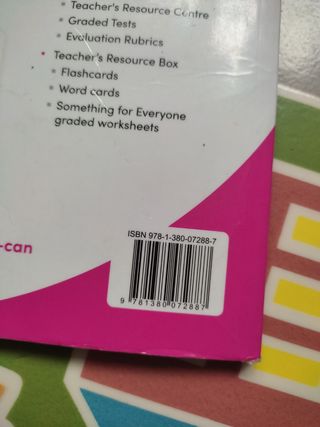 Teacher's Resource Centre
Graded Tests
Evaluation Rubrics
Teacher's Resource Box
Flashcards
Word cards
Something for Everyone
graded worksheets
-can
ISBN 978-1-380-07288-7
9 781380 072887